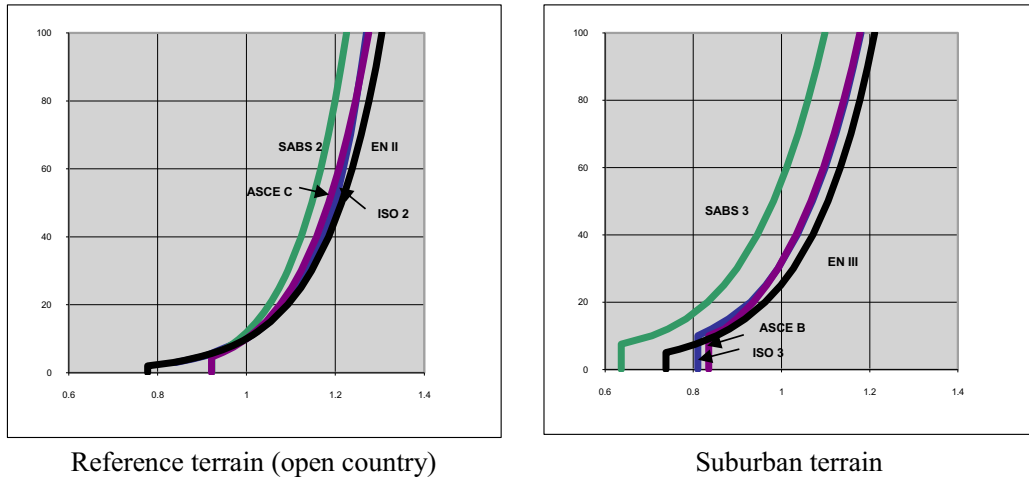 100
80
60
40
20
0
0.6 0.8 1 1.2 1.4
SABS 2
EN II
ASCE C
ISO 2
Reference terrain (open country)
100
80
60
40
20
0
0.6 0.8 1 1.2 1.4
SABS 3
EN III
ASCE B
ISO 3
Suburban terrain